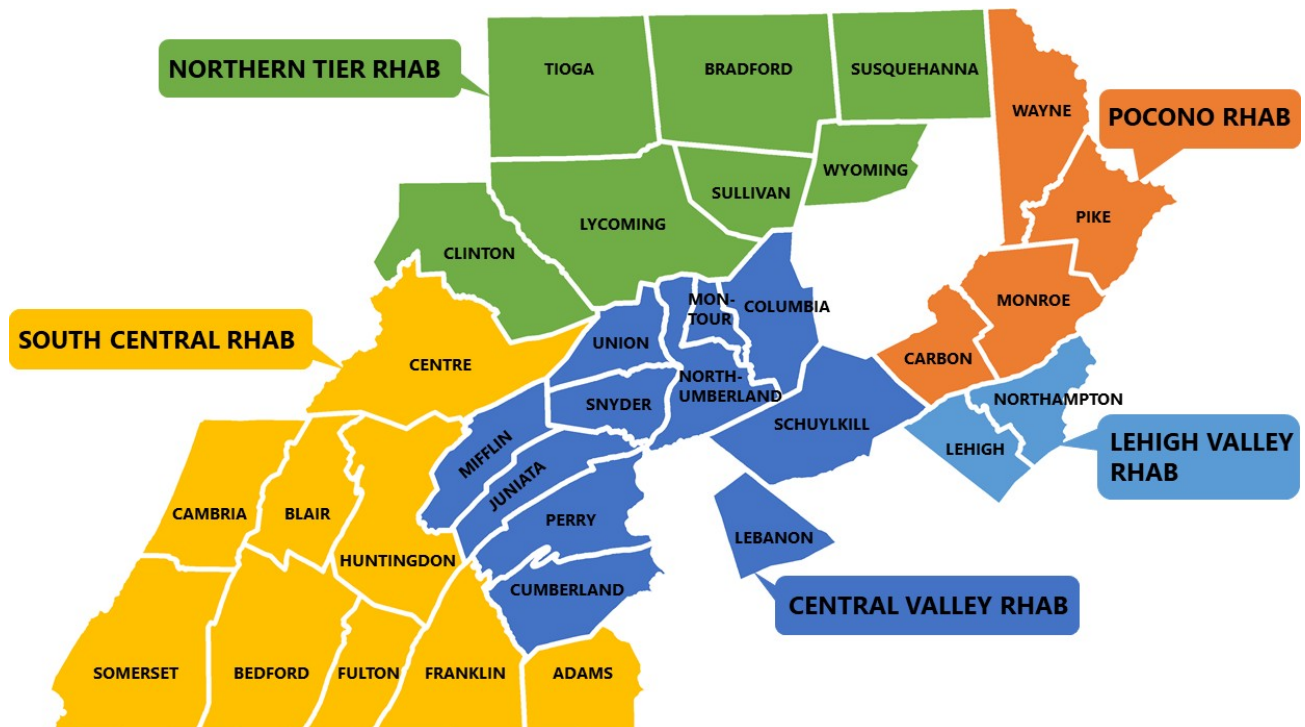 TIOGA
BRADFORD
SUSQUEHANNA
NORTHERN TIER RHAB
WAYNE
POCONO RHAB
WYOMING
SULLIVAN
PIKE
LYCOMING
CLINTON
MON-
TOUR
COLUMBIA
MONROE
SOUTH CENTRAL RHAB
UNION
CENTRE
CARBON
NORTH-
UMBERLAND
SNYDER
NORTHAMPTON
SCHUYLKILL
MIFFLIN
LEHIGH
LEHIGH VALLEY
RHAB
JUNIATA
CAMBRIA
BLAIR
PERRY
LEBANON
HUNTINGDON
CUMBERLAND
CENTRAL VALLEY RHAB
SOMERSET
BEDFORD
FULTON
FRANKLIN
ADAMS